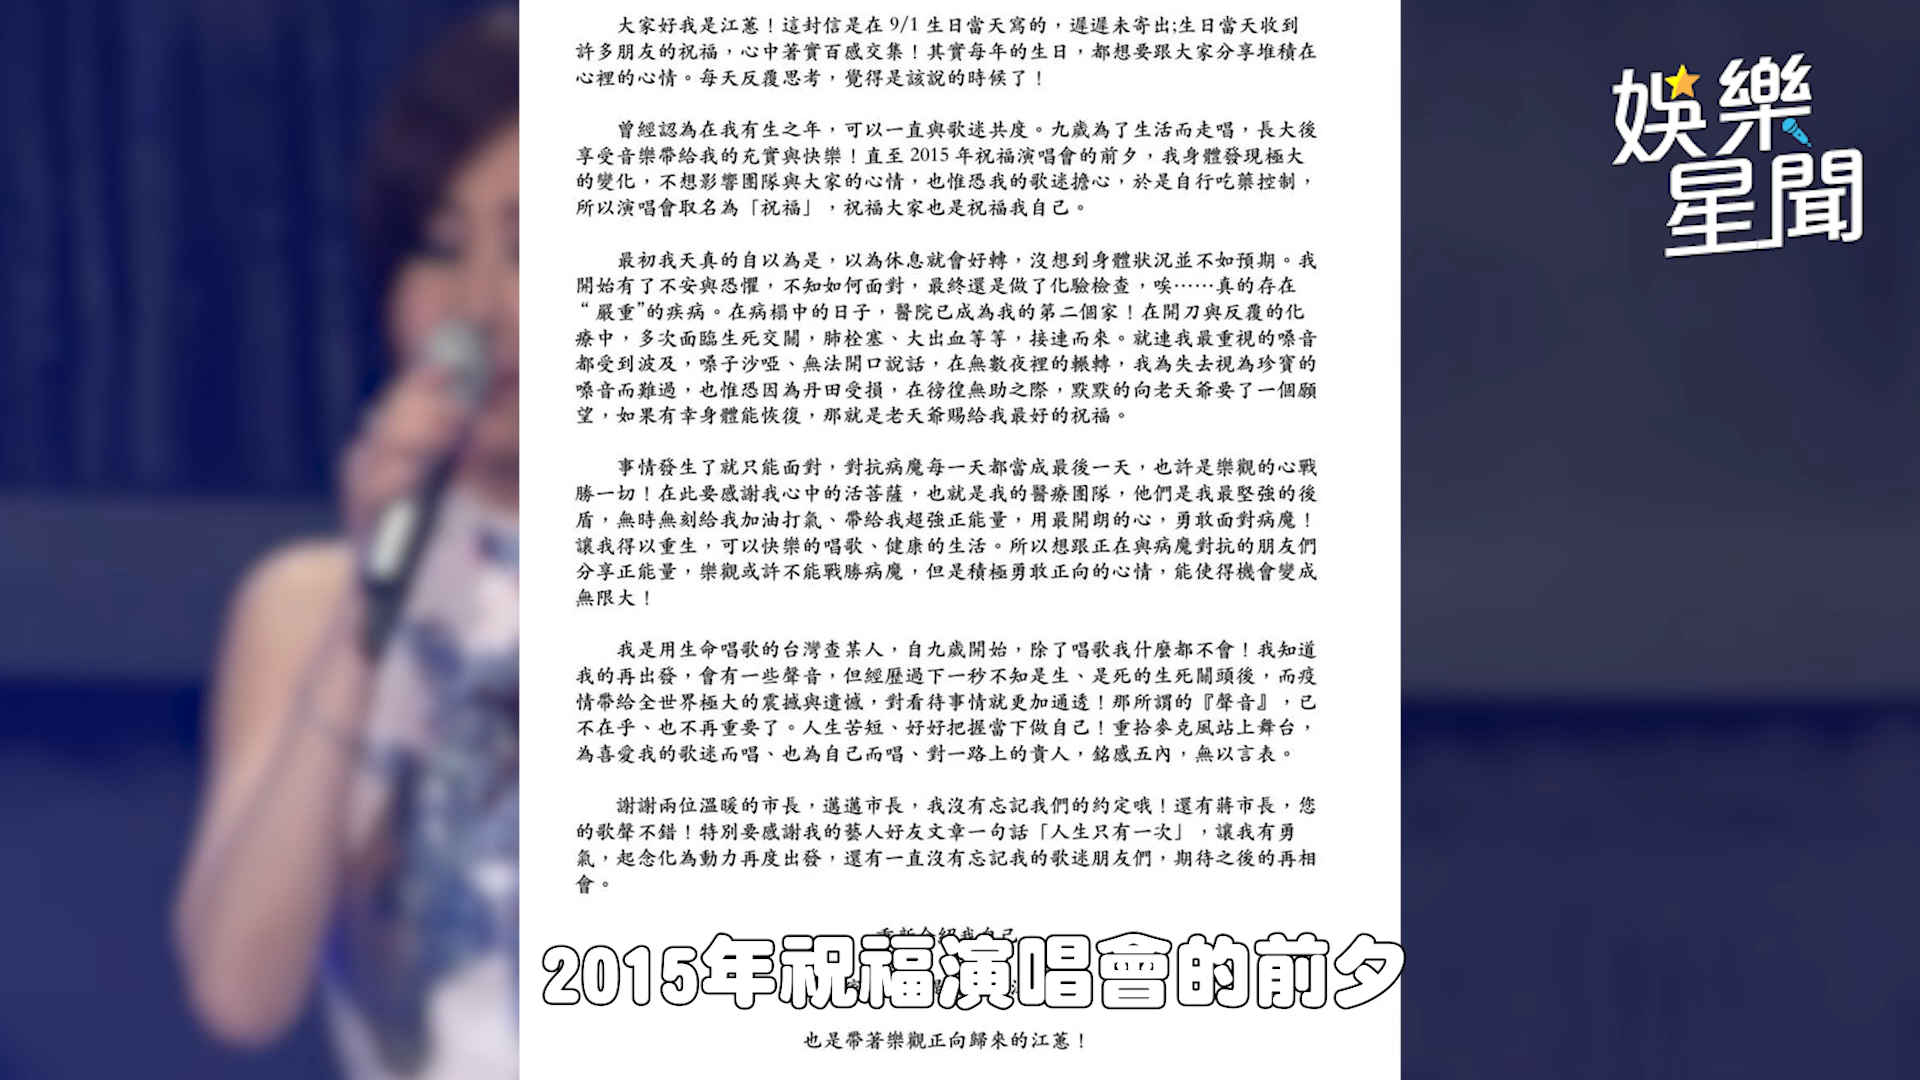 大家好我是江蕙！這封信是在 9/1 生日當天寫的，遲遲未寄出;生日當天收到
許多朋友的祝福，心中著實百感交集！其實每年的生日，都想要跟大家分享堆積在
心裡的心情。每天反覆思考，覺得是該說的時候了！
曾經認為在我有生之年，可以一直與歌迷共度。九歲為了生活而走唱，長大後
享受音樂帶給我的充實與快樂！直至 2015 年祝福演唱會的前夕，我身體發現極大
的變化，不想影響團隊與大家的心情，也惟恐我的歌迷擔心，於是自行吃藥控制，
所以演唱會取名為「祝福」，祝福大家也是祝福我自己。
最初我天真的自以為是，以為休息就會好轉，沒想到身體狀況並不如預期。我
開始有了不安與恐懼，不知如何面對，最終還是做了化驗檢查，唉……真的存在
“嚴重”的疾病。在病榻中的日子，醫院已成為我的第二個家！在開刀與反覆的化
療中，多次面臨生死交關，肺栓塞、大出血等等，接連而來。就連我最重視的嗓音
都受到波及，嗓子沙啞、無法開口說話，在無數夜裡的輾轉，我為失去視為珍寶的
嗓音而難過，也惟恐因為丹田受損，在徬徨無助之際，默默的向老天爺要了一個願
望，如果有幸身體能恢復，那就是老天爺賜給我最好的祝福。
事情發生了就只能面對，對抗病魔每一天都當成最後一天，也許是樂觀的心戰
勝一切！在此要感謝我心中的活菩薩，也就是我的醫療團隊，他們是我最堅強的後
盾，無時無刻給我加油打氣、帶給我超強正能量，用最開朗的心，勇敢面對病魔！
讓我得以重生，可以快樂的唱歌、健康的生活。所以想跟正在與病魔對抗的朋友們
分享正能量，樂觀或許不能戰勝病魔，但是積極勇敢正向的心情，能使得機會變成
無限大！
我是用生命唱歌的台灣查某人，自九歲開始，除了唱歌我什麼都不會！我知道
我的再出發，會有一些聲音，但經歷過下一秒不知是生、是死的生死關頭後，而疫
情帶給全世界極大的震撼與遺憾，對看待事情就更加通透！那所謂的『聲音』，已
不在乎、也不再重要了。人生苦短、好好把握當下做自己！重拾麥克風站上舞台，
為喜愛我的歌迷而唱、也為自己而唱、對一路上的貴人，銘感五內，無以言表。
謝謝兩位溫暖的市長，邁邁市長，我沒有忘記我們的約定哦！還有蔣市長，您
的歌聲不錯！特別要感謝我的藝人好友文章一句話「人生只有一次」，讓我有勇
氣，起念化為動力再度出發，還有一直沒有忘記我的歌迷朋友們，期待之後的再相
會。
重新介紹我自己
2015年祝福演唱會的前夕
也是帶著樂觀正向歸來的江蕙！
娛樂
星聞